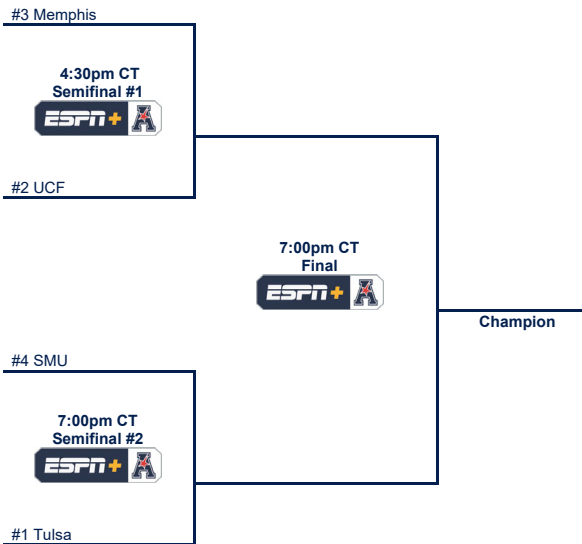 #3 Memphis
4:30pm CT
Semifinal #1
ESPN+ A
#2 UCF
7:00pm CT
Final
ESPN+ A
Champion
#4 SMU
7:00pm CT
Semifinal #2
ESPN+ A
#1 Tulsa